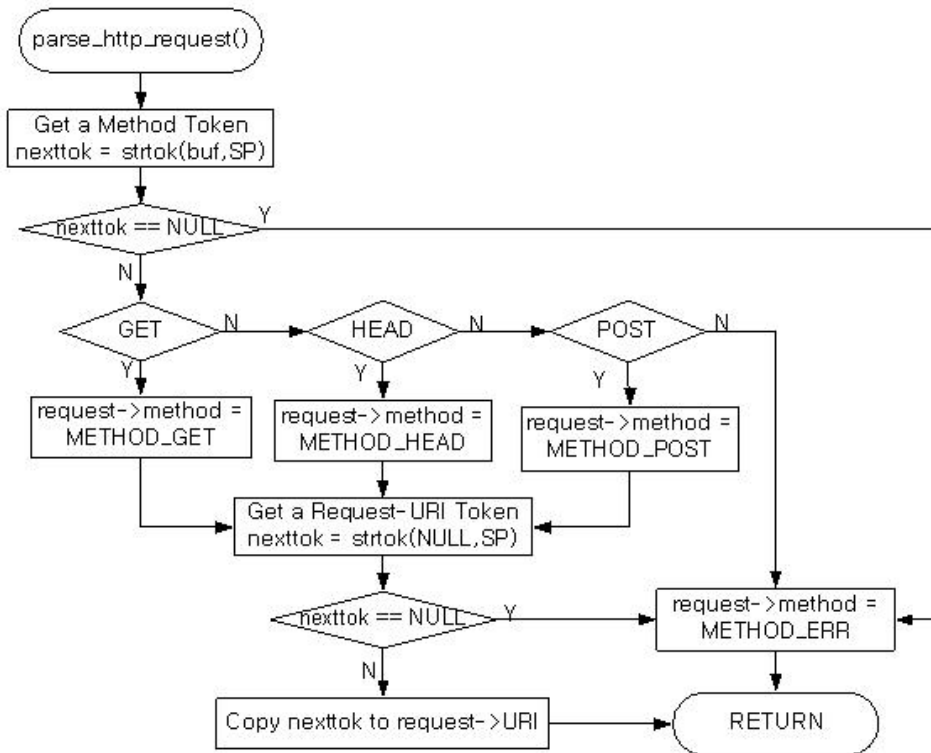 parse_http_request()
Get a Method Token
nexttok = strtok(buf,SP)
nexttok == NULL
Y
N
GET
N
HEAD
N
POST
N
Y
Y
Y
request->method =
METHOD_GET
request->method =
METHOD_HEAD
request->method =
METHOD_POST
Get a Request-URI Token
nexttok = strtok(NULL,SP)
nexttok == NULL
Y
request->method =
METHOD_ERR
N
Copy nexttok to request->URI
RETURN